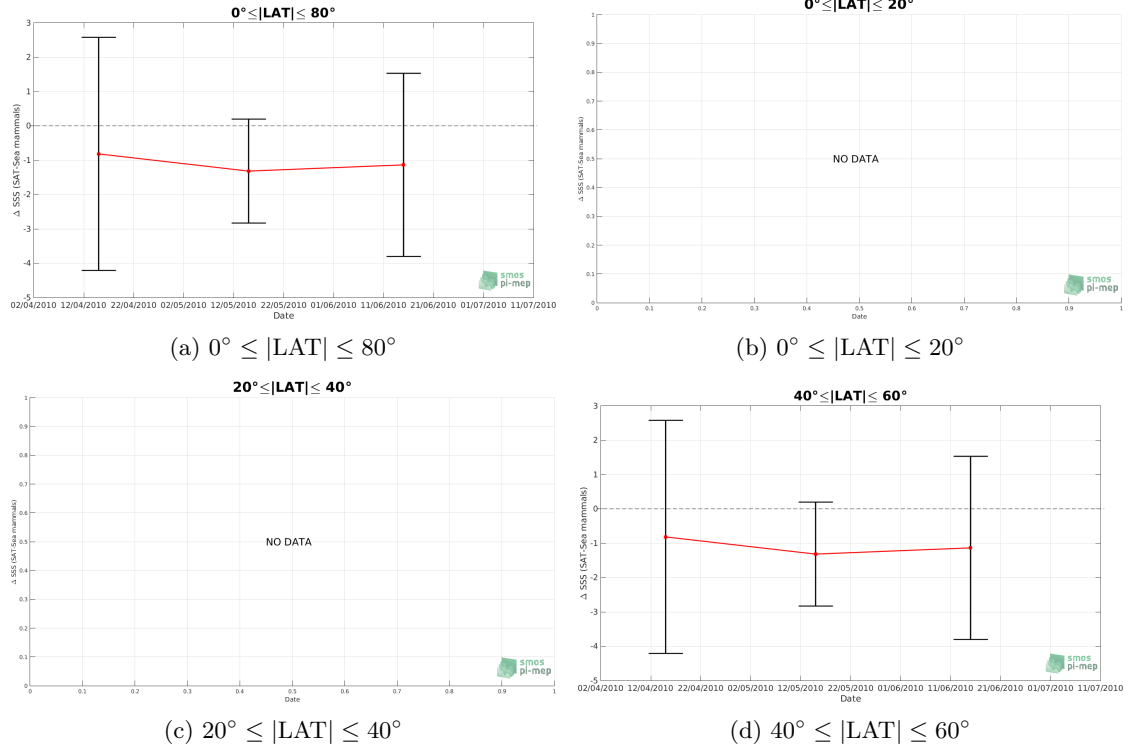 0°≤|LAT|≤ 80°
3
2
1
0
-1
-2
-3
-4
-5
Δ SSS (SAT-Sea mammals)
02/04/2010 12/04/2010 22/04/2010 02/05/2010 12/05/2010 22/05/2010 01/06/2010 11/06/2010 21/06/2010 01/07/2010 11/07/2010
Date
smos
pi-mep
(a) 0° ≤ |LAT| ≤ 80°
0°≤|LAT|≤ 20°
1
0.9
0.8
0.7
0.6
0.5
0.4
0.3
0.2
0.1
0
Δ SSS (SAT-Sea mammals)
NO DATA
0 0.1 0.2 0.3 0.4 0.5 0.6 0.7 0.8 0.9 1
Date
smos
pi-mep
(b) 0° ≤ |LAT| ≤ 20°
20°≤|LAT|≤ 40°
1
0.9
0.8
0.7
0.6
0.5
0.4
0.3
0.2
0.1
0
Δ SSS (SAT-Sea mammals)
NO DATA
0 0.1 0.2 0.3 0.4 0.5 0.6 0.7 0.8 0.9 1
Date
smos
pi-mep
(c) 20° ≤ |LAT| ≤ 40°
40°≤|LAT|≤ 60°
3
2
1
0
-1
-2
-3
-4
-5
Δ SSS (SAT-Sea mammals)
02/04/2010 12/04/2010 22/04/2010 02/05/2010 12/05/2010 22/05/2010 01/06/2010 11/06/2010 21/06/2010 01/07/2010 11/07/2010
Date
smos
pi-mep
(d) 40° ≤ |LAT| ≤ 60°